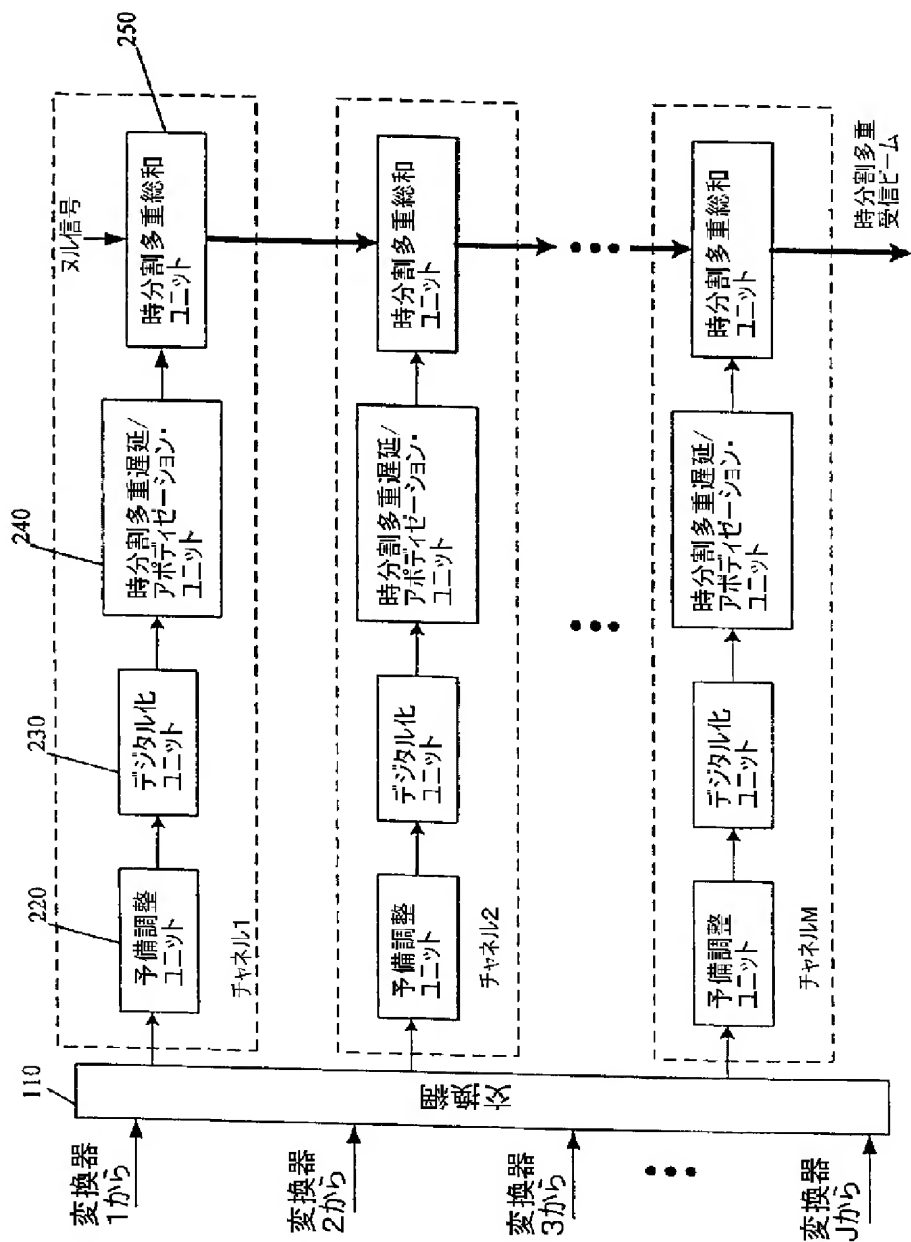 変換器
1から
変換器
2から
変換器
3から
変換器
Jから
110
交換網
220
予備調整
ユニット
230
デジタル化
ユニット
240
時分割多重遅延/
アポディゼーション・
ユニット
250
ヌル信号
時分割多重総和
ユニット
チャネル1
予備調整
ユニット
デジタル化
ユニット
時分割多重遅延/
アポディゼーション・
ユニット
時分割多重総和
ユニット
チャネル2
予備調整
ユニット
デジタル化
ユニット
時分割多重遅延/
アポディゼーション・
ユニット
時分割多重総和
ユニット
チャネルM
時分割多重
受信ビーム